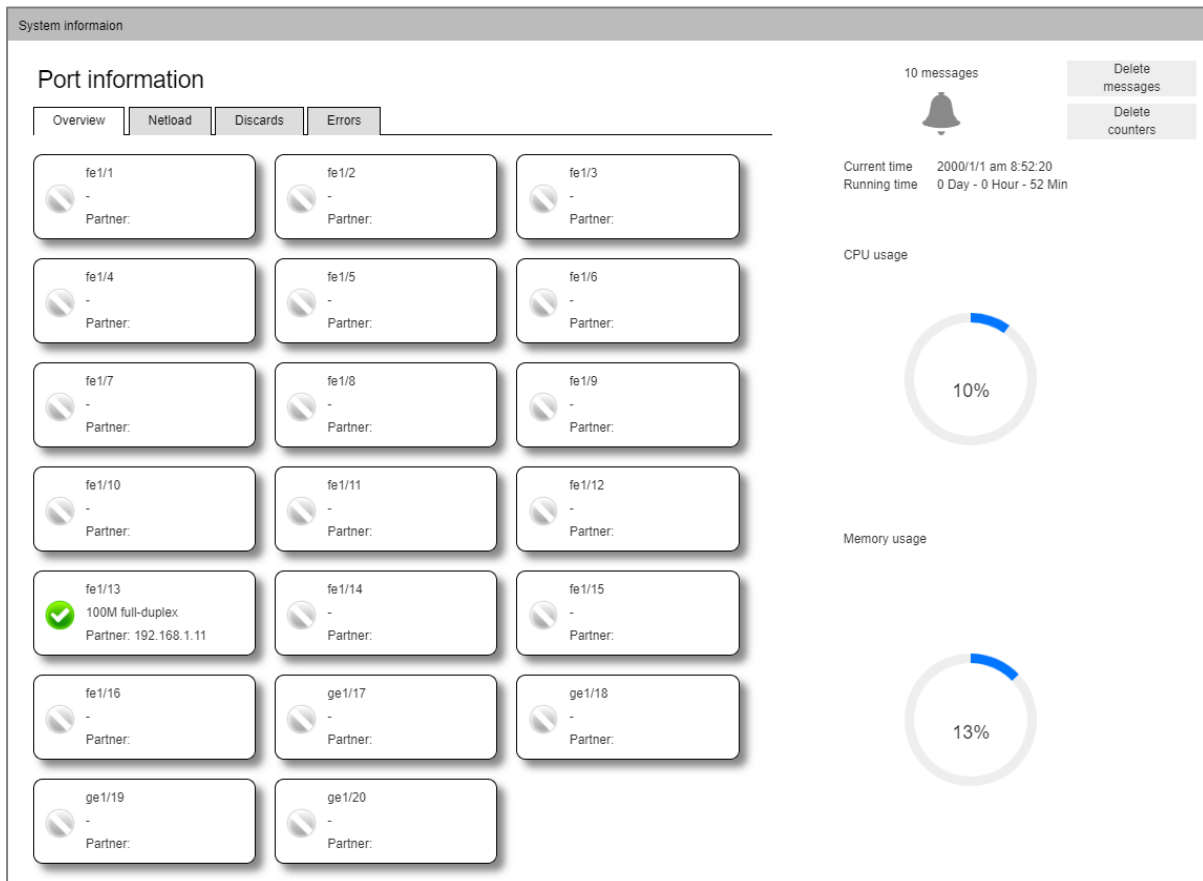 System informaion
Port information
Overview
Netload
Discards
Errors
fe1/1
-
Partner:
fe1/2
-
Partner:
fe1/3
-
Partner:
fe1/4
-
Partner:
fe1/5
-
Partner:
fe1/6
-
Partner:
fe1/7
-
Partner:
fe1/8
-
Partner:
fe1/9
-
Partner:
fe1/10
-
Partner:
fe1/11
-
Partner:
fe1/12
-
Partner:
fe1/13
100M full-duplex
Partner: 192.168.1.11
fe1/14
-
Partner:
fe1/15
-
Partner:
fe1/16
-
Partner:
ge1/17
-
Partner:
ge1/18
-
Partner:
ge1/19
-
Partner:
ge1/20
-
Partner:
10 messages
Delete
messages
Delete
counters
Current time 2000/1/1 am 8:52:20
Running time 0 Day - 0 Hour - 52 Min
CPU usage
10%
Memory usage
13%